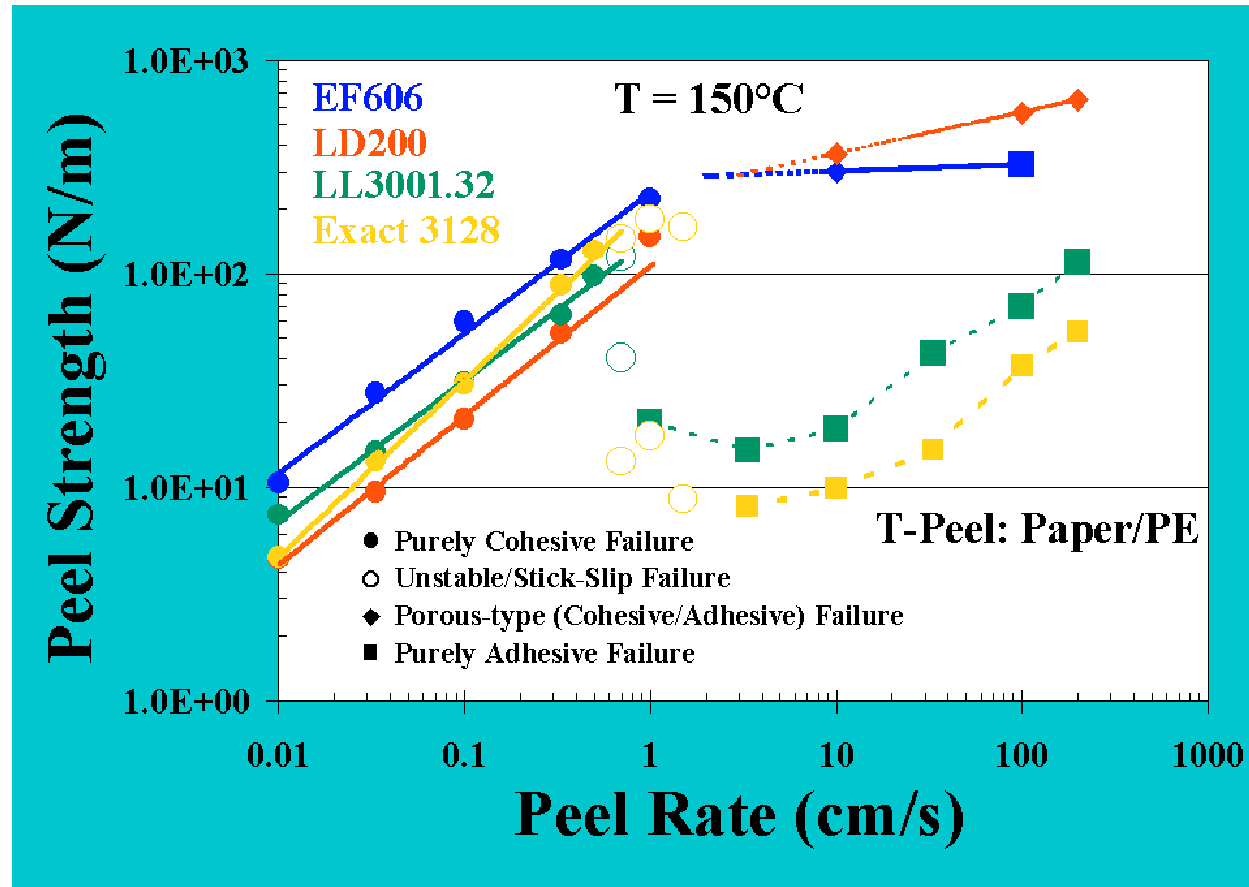 1.0E+03
1.0E+02
1.0E+01
1.0E+00
Peel Strength (N/m)
EF606
LD200
LL3001.32
Exact 3128
T = 150°C
T-Peel: Paper/PE
Purely Cohesive Failure
Unstable/Stick-Slip Failure
Porous-type (Cohesive/Adhesive) Failure
Purely Adhesive Failure
0.01 0.1 1 10 100 1000
Peel Rate (cm/s)